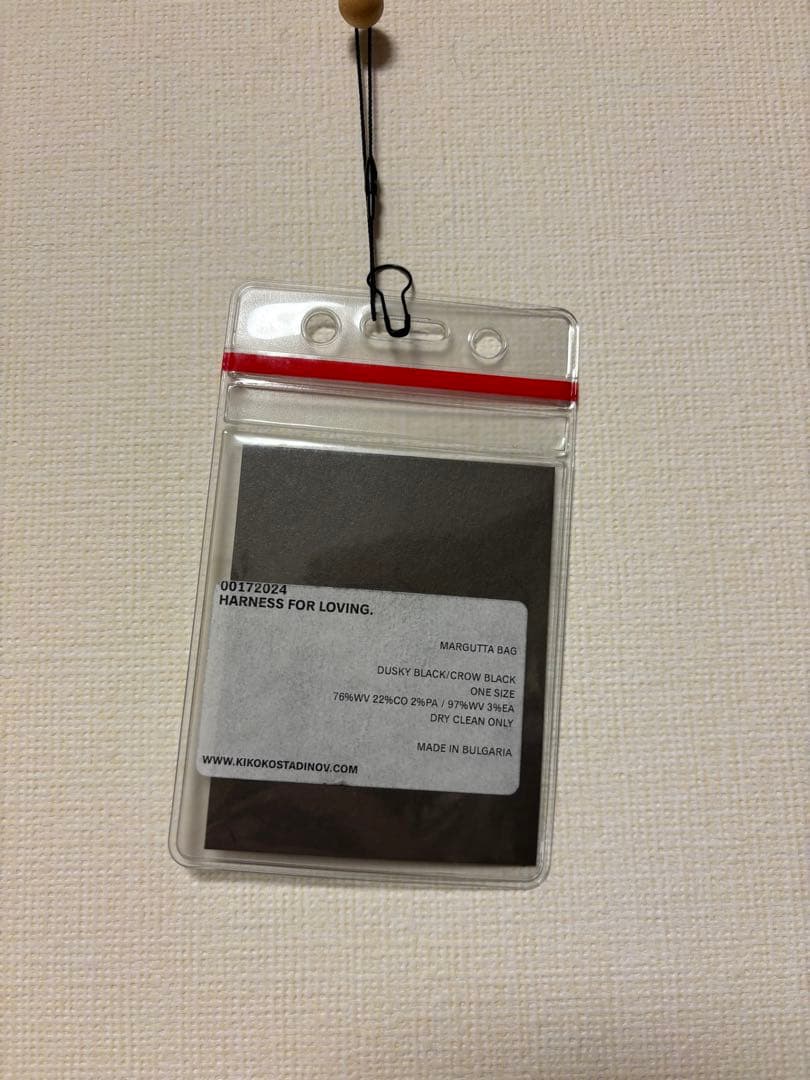 00172024
HARNESS FOR LOVING.
MARGUTTA BAG
DUSKY BLACK/CROW BLACK
ONE SIZE
76%WV 22%CO 2%PA / 97%WV 3%EA
DRY CLEAN ONLY
MADE IN BULGARIA
WWW.KIKOKOSTADINOV.COM